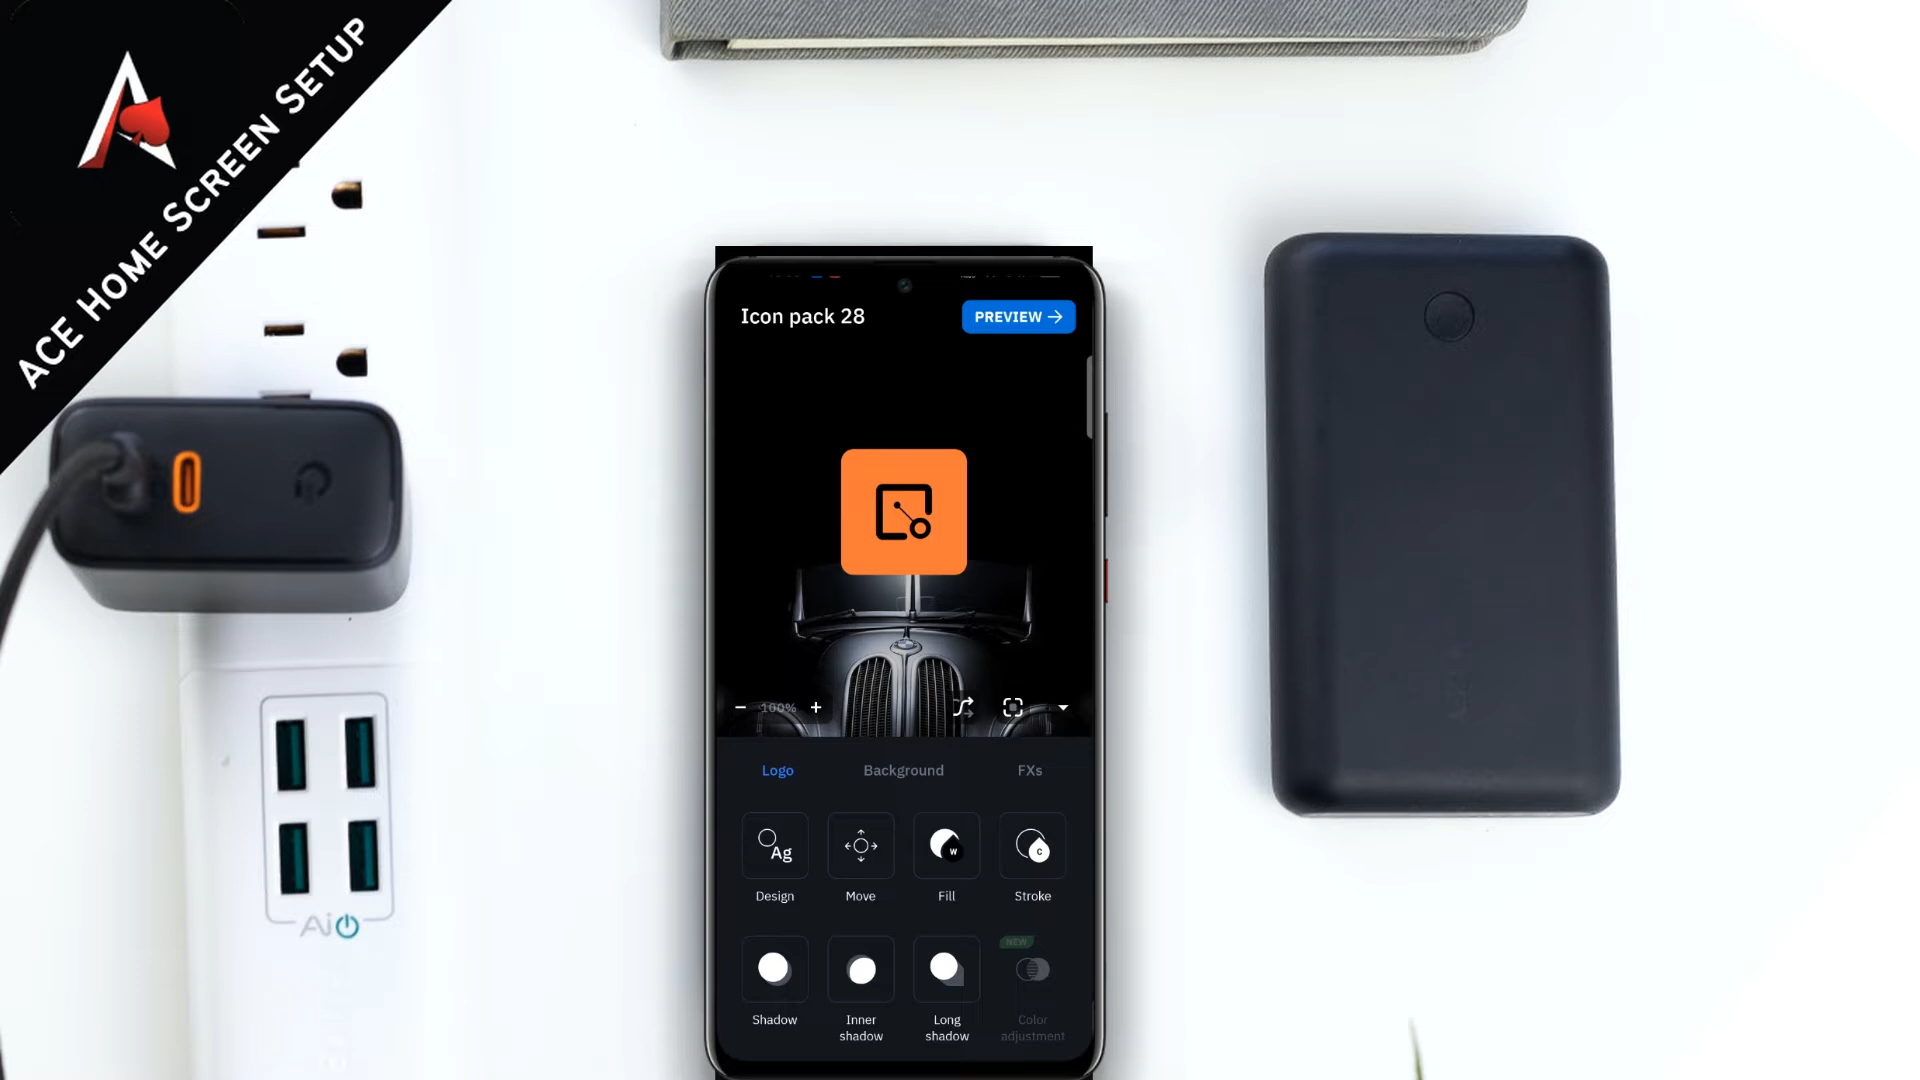 ACE HOME SCREEN SETUP
Icon pack 28
PREVIEW
100%
Logo
Background
FXs
Ag
W
C
Design
Move
Fill
Stroke
NEW
Shadow
Inner
shadow
Long
shadow
Color
adjustment
Aiو